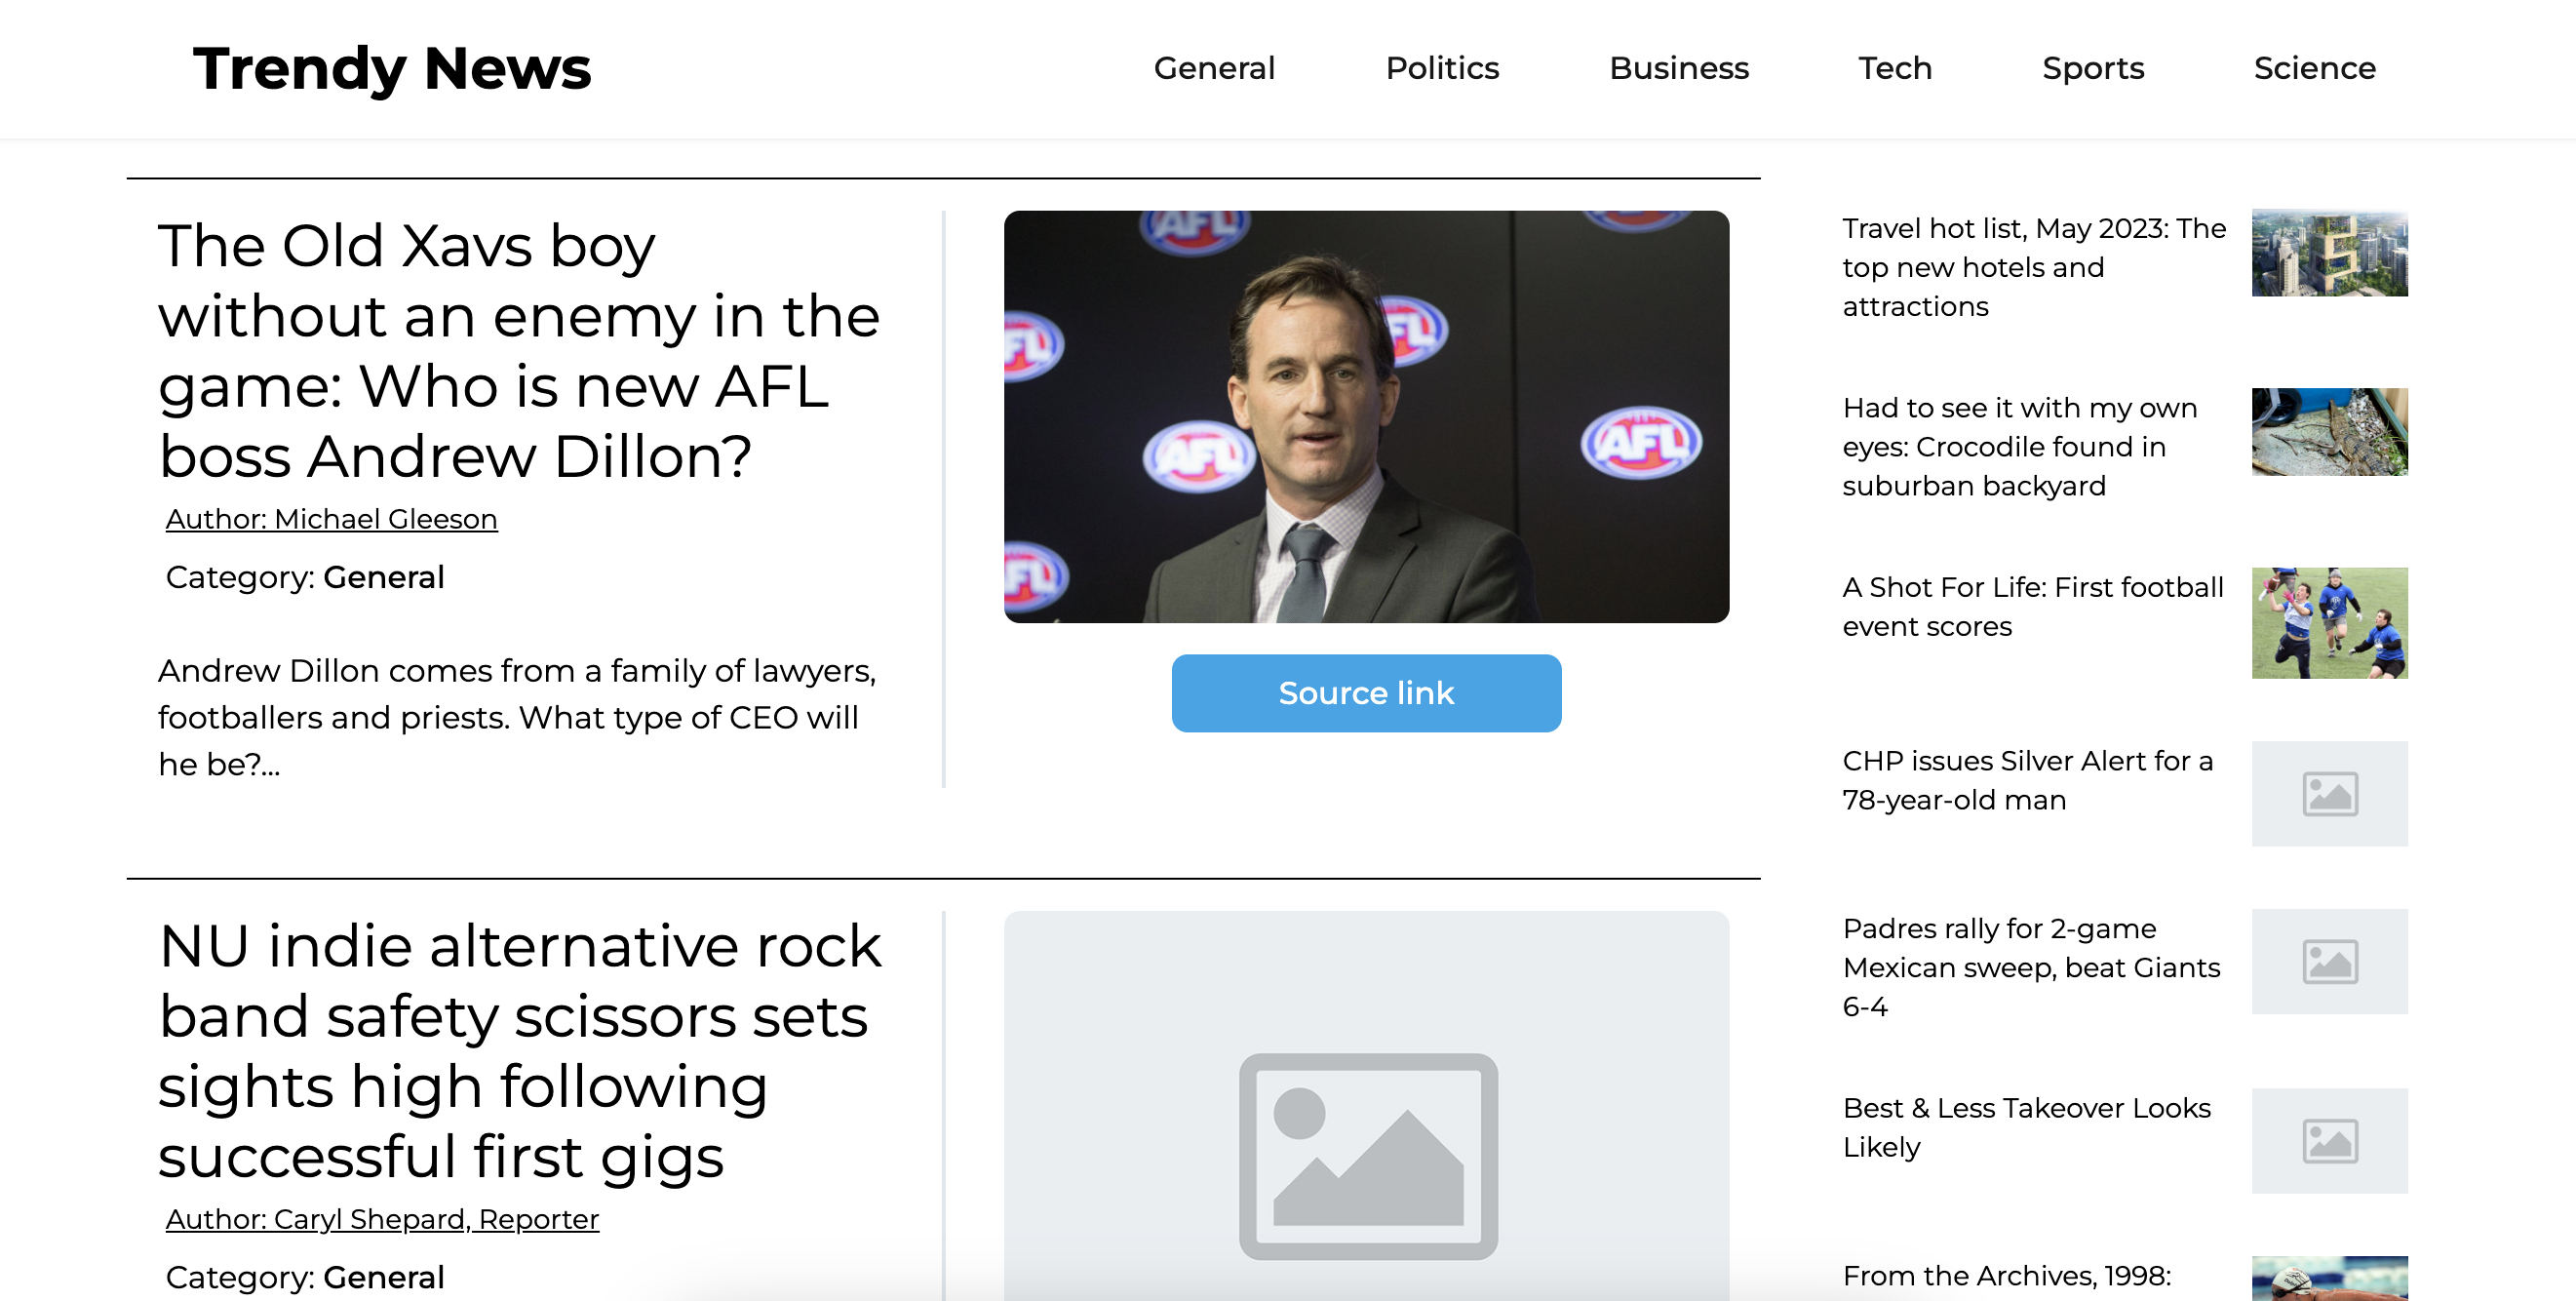 Trendy News
General
Politics
Business
Tech
Sports
Science
The Old Xavs boy
without an enemy in the
game: Who is new AFL
boss Andrew Dillon?
Author: Michael Gleeson
Category: General
Andrew Dillon comes from a family of lawyers,
footballers and priests. What type of CEO will
he be?...
AFL
AFL
AFL
Source link
NU indie alternative rock
band safety scissors sets
sights high following
successful first gigs
Author: Caryl Shepard, Reporter
Category: General
Travel hot list, May 2023: The
top new hotels and
attractions
Had to see it with my own
eyes: Crocodile found in
suburban backyard
A Shot For Life: First football
event scores
CHP issues Silver Alert for a
78-year-old man
Padres rally for 2-game
Mexican sweep, beat Giants
6-4
Best & Less Takeover Looks
Likely
From the Archives, 1998: